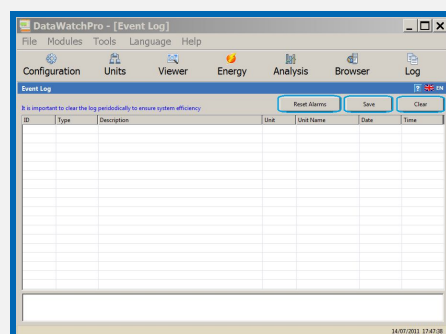 DataWatchPro - [Event Log]
File Modules Tools Language Help
Configuration Units Viewer Energy Analysis Browser Log
Event Log ? EN
It is important to clear the log peridodically to ensure system efficiency Reset Alarms Save Clear
ID Type Description Unit Unit Name Date Time
14/07/2011 17:47:38